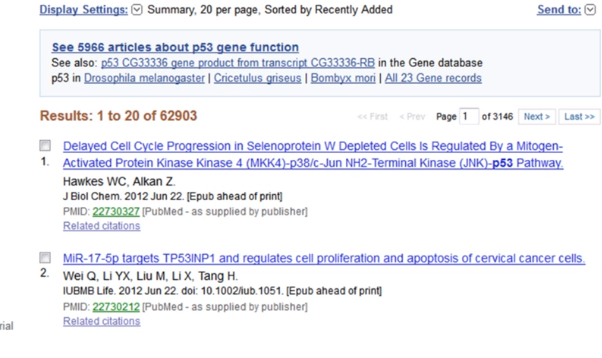 Display Settings: Summary, 20 per page, Sorted by Recently Added Send to:
See 5966 articles about p53 gene function
See also: p53 CG33336 gene product from transcript CG33336-RB in the Gene database
p53 in Drosophila melanogaster | Cricetulus griseus | Bombyx mori | All 23 Gene records
Results: 1 to 20 of 62903 << First < Prev Page 1 of 3146 Next > Last >>
Delayed Cell Cycle Progression in Selenoprotein W Depleted Cells Is Regulated By a Mitogen-
1. Activated Protein Kinase Kinase 4 (MKK4)-p38/c-Jun NH2-Terminal Kinase (JNK)-p53 Pathway.
Hawkes WC, Alkan Z.
J Biol Chem. 2012 Jun 22. [Epub ahead of print]
PMID: 22730327 [PubMed - as supplied by publisher]
Related citations
MiR-17-5p targets TP53INP1 and regulates cell proliferation and apoptosis of cervical cancer cells.
2. Wei Q, Li YX, Liu M, Li X, Tang H.
IUBMB Life. 2012 Jun 22. doi: 10.1002/iub.1051. [Epub ahead of print]
PMID: 22730212 [PubMed - as supplied by publisher]
Related citations
rial